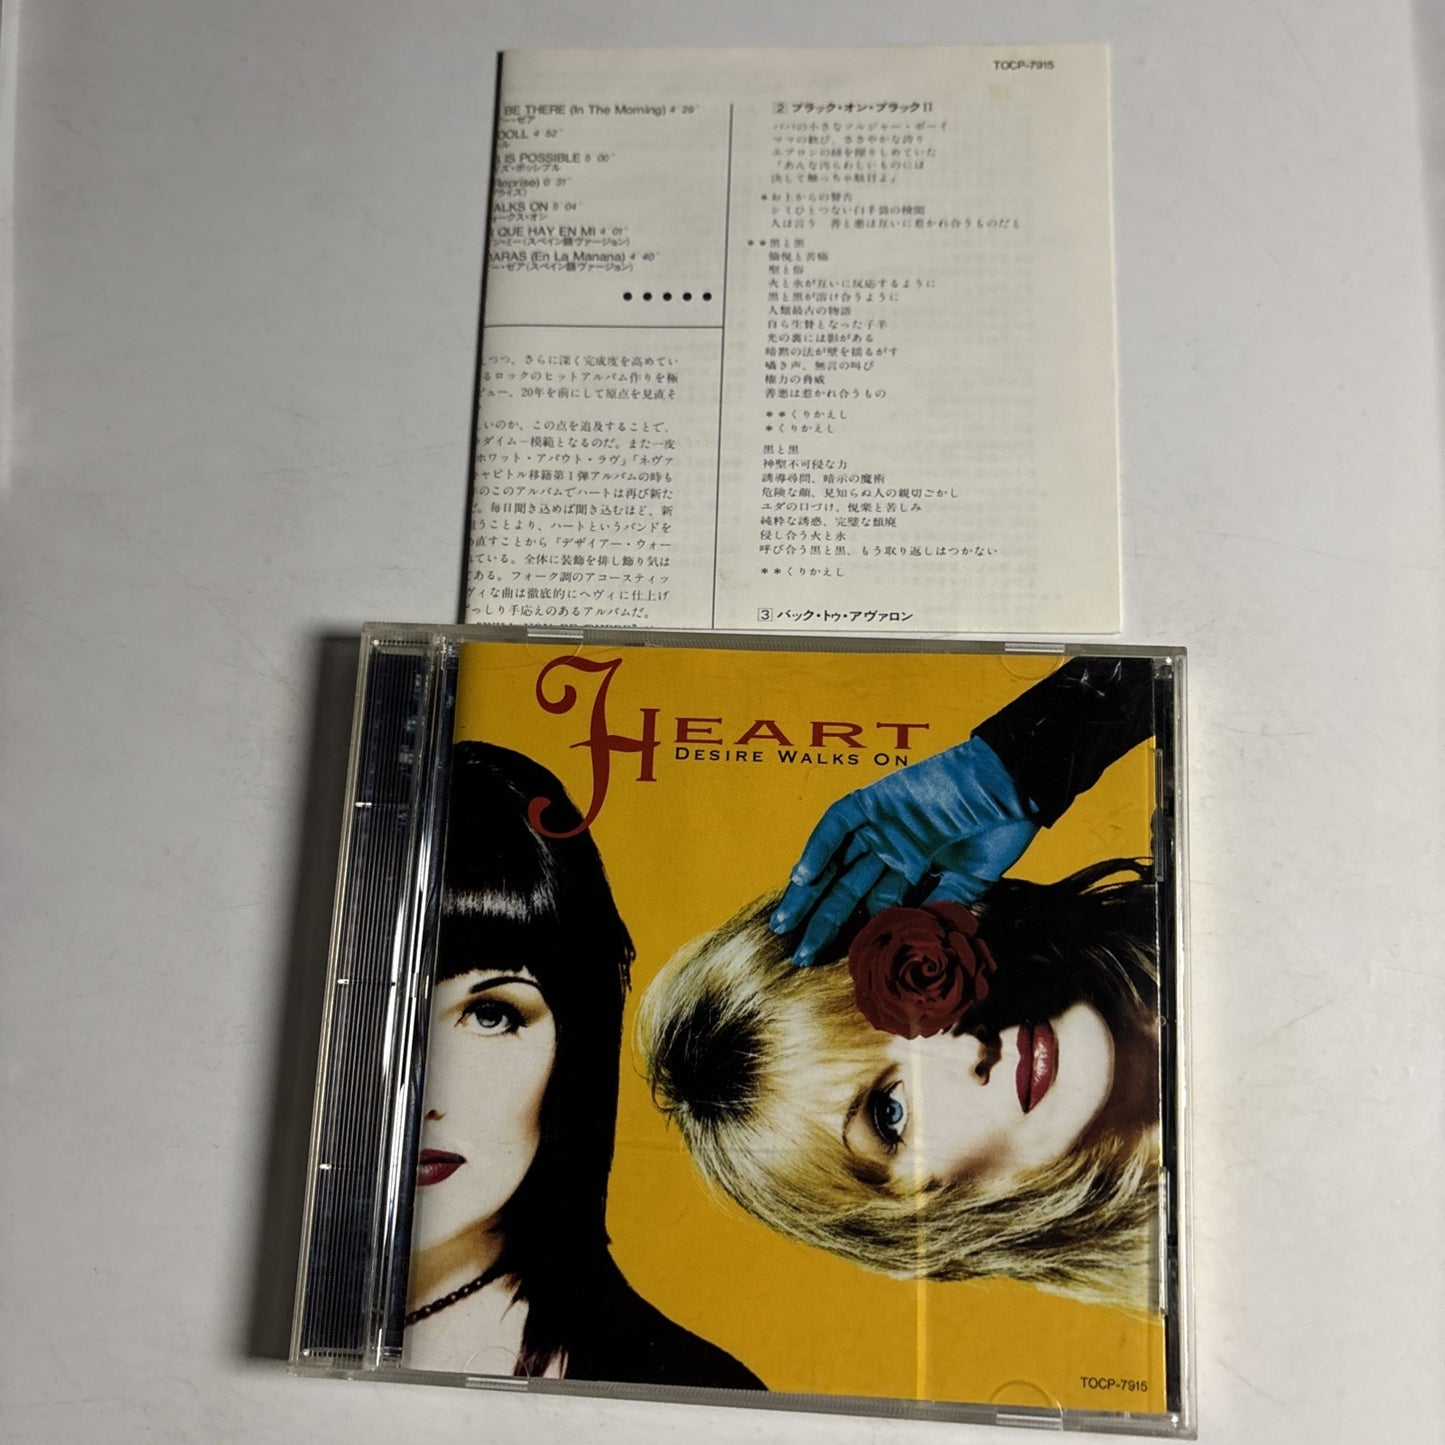 TOCP-7915
BE THERE (In The Morning) 4′29″
ー・ゼア
DOLL 4′52″
ル
IS POSSIBLE 5′00″
ズ・ポッシブル
Reprise) 0′31″
プライズ)
ALKS ON 5′04″
ォークス・オン
QUE HAY EN MI 4′01″
ン・ミー(スペイン語ヴァージョン)
DARAS (En La Manana) 4′40″
ー・ゼア(スペイン語ヴァージョン)
● ● ● ● ●
えつつ、さらに深く完成度を高めてい
るロックのヒットアルバム作りを極
ビュー、20年を前にして原点を見直そ
いのか、この点を追及することで、
ダイム−模範となるのだ。また一皮
ホワット・アバウト・ラヴ」「ネヴァ
キャピトル移籍第1弾アルバムの時も
のこのアルバムでハートは再び新た
だ。毎日聞き込めば聞き込むほど、新
うことより、ハートというバンドを
直すことから『デザイアー・ウォー
れている。全体に装飾を排し飾り気は
てある。フォーク調のアコースティッ
ヴィな曲は徹底的にヘヴィに仕上げ
っしり手応えのあるアルバムだ。
2 ブラック・オン・ブラックII
パパの小さなソルジャー・ボーイ
ママの歓び、ささやかな誇り
エプロンの紐を握りしめていた
「あんな汚らわしいものには
決して触っちゃ駄目よ」
*お上からの警告
シミひとつない白手袋の検閲
人は言う 善と悪は互いに惹かれ合うものだと
**黒と黒
愉悦と苦痛
聖と俗
火と氷が互いに反応するように
黒と黒が溶け合うように
人類最古の物語
自ら生贄となった子羊
光の裏には影がある
暗黙の法が壁を揺るがす
囁き声、無言の叫び
権力の脅威
善悪は惹かれ合うもの
**くりかえし
*くりかえし
黒と黒
神聖不可侵な力
誘導尋問、暗示の魔術
危険な顔、見知らぬ人の親切ごかし
ユダの口づけ、悦楽と苦しみ
純粋な誘惑、完璧な頽廃
侵し合う火と氷
呼び合う黒と黒、もう取り返しはつかない
**くりかえし
3 バック・トゥ・アヴァロン
HEART
DESIRE WALKS ON
TOCP-7915